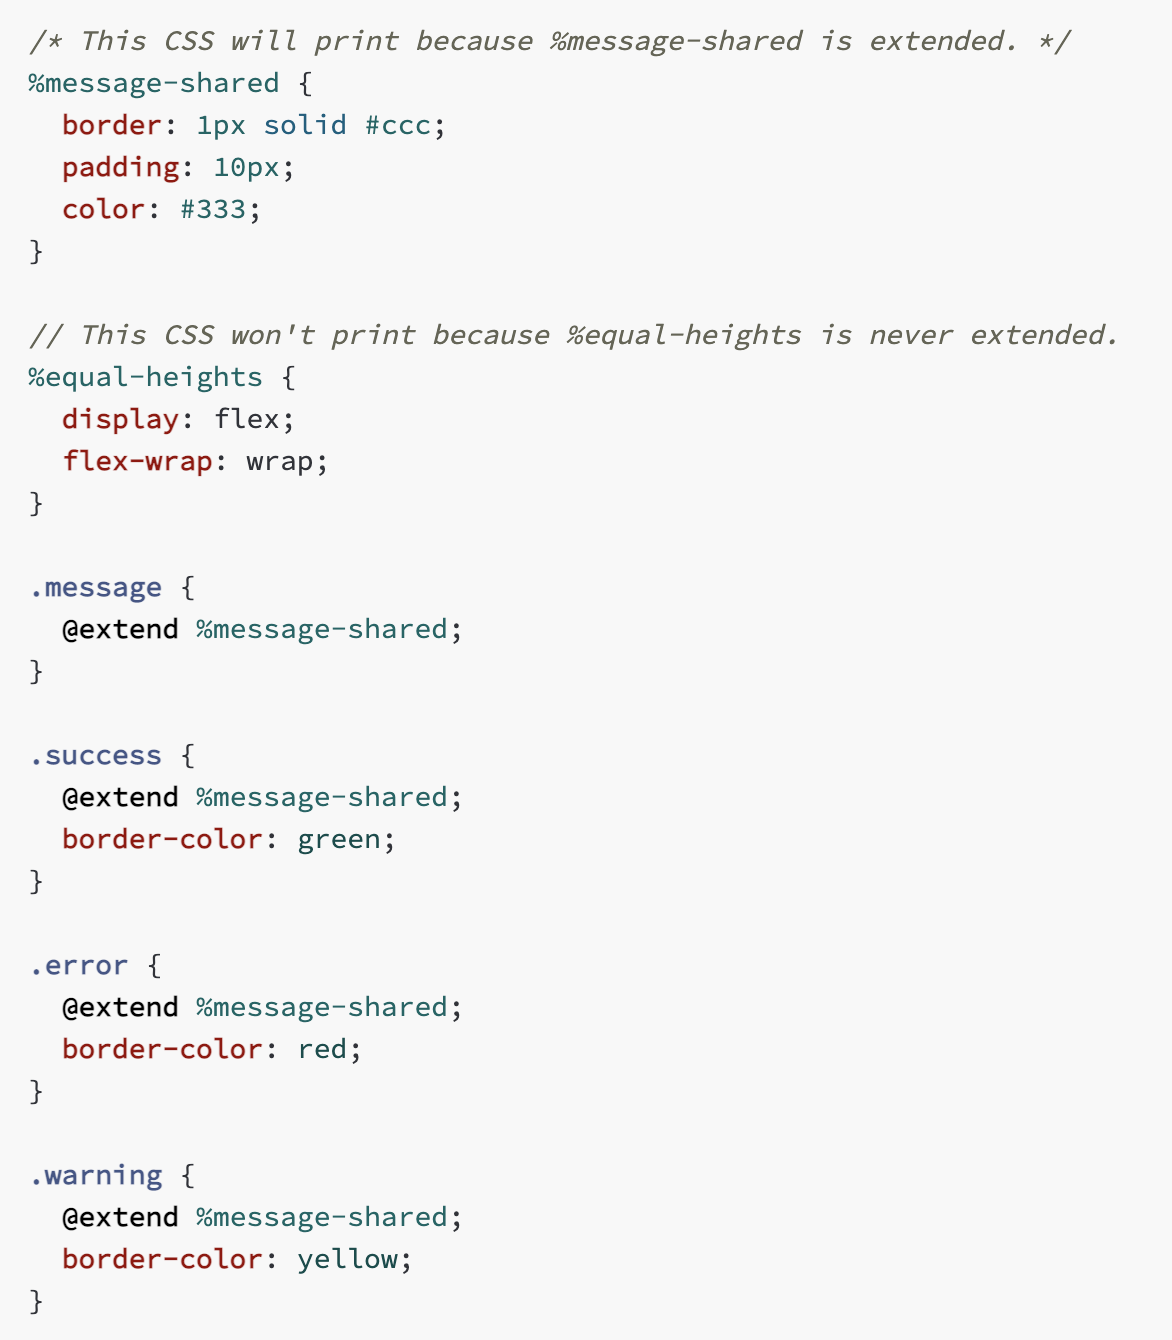 /* This CSS will print because %message-shared is extended. */
%message-shared {
  border: 1px solid #ccc;
  padding: 10px;
  color: #333;
}

// This CSS won't print because %equal-heights is never extended.
%equal-heights {
  display: flex;
  flex-wrap: wrap;
}

.message {
  @extend %message-shared;
}

.success {
  @extend %message-shared;
  border-color: green;
}

.error {
  @extend %message-shared;
  border-color: red;
}

.warning {
  @extend %message-shared;
  border-color: yellow;
}